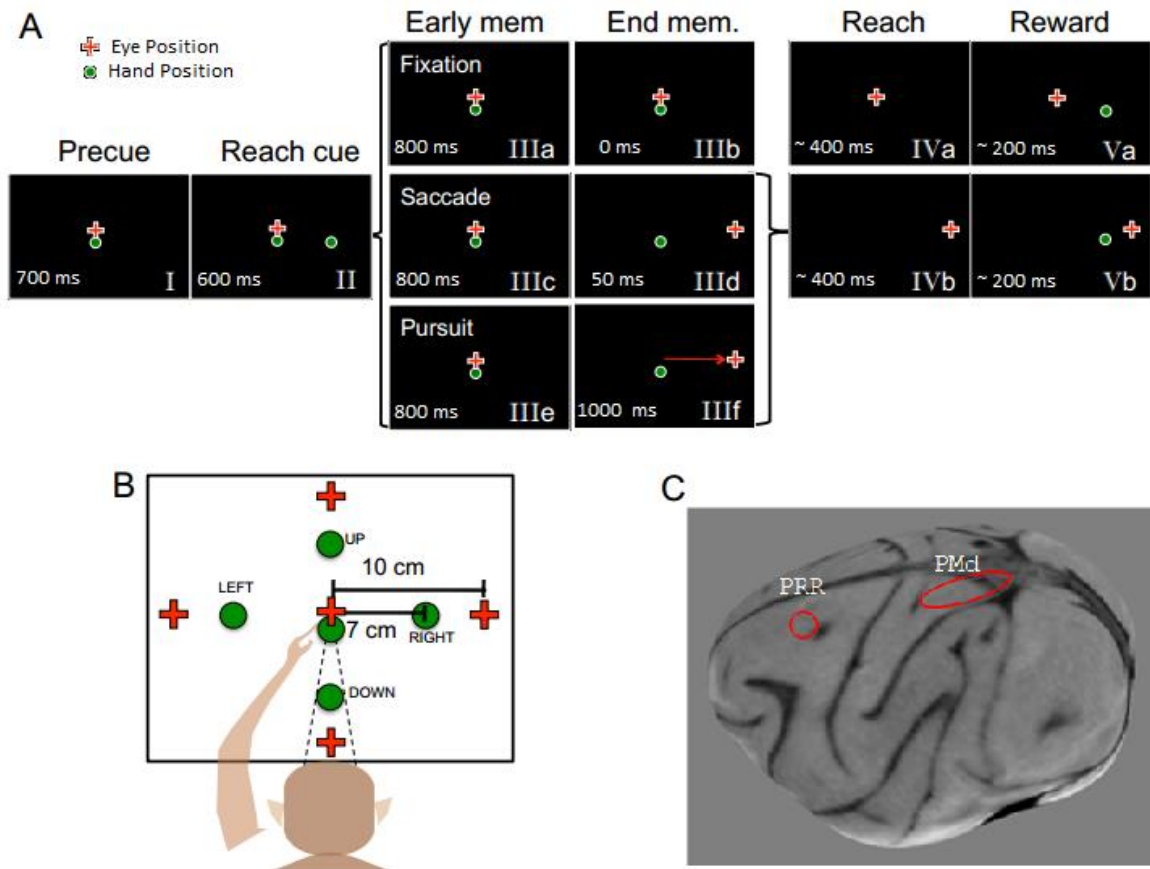 A
Eye Position
Hand Position
Early mem
End mem.
Reach
Reward
Precue
Reach cue
Fixation
800 ms
IIIa
0 ms
IIIb
~ 400 ms
IVa
~ 200 ms
Va
700 ms
I
600 ms
II
Saccade
800 ms
IIIc
50 ms
IIId
~ 400 ms
IVb
~ 200 ms
Vb
Pursuit
800 ms
IIIe
1000 ms
IIIf
B
UP
10 cm
LEFT
7 cm
RIGHT
DOWN
C
PRR
PMd